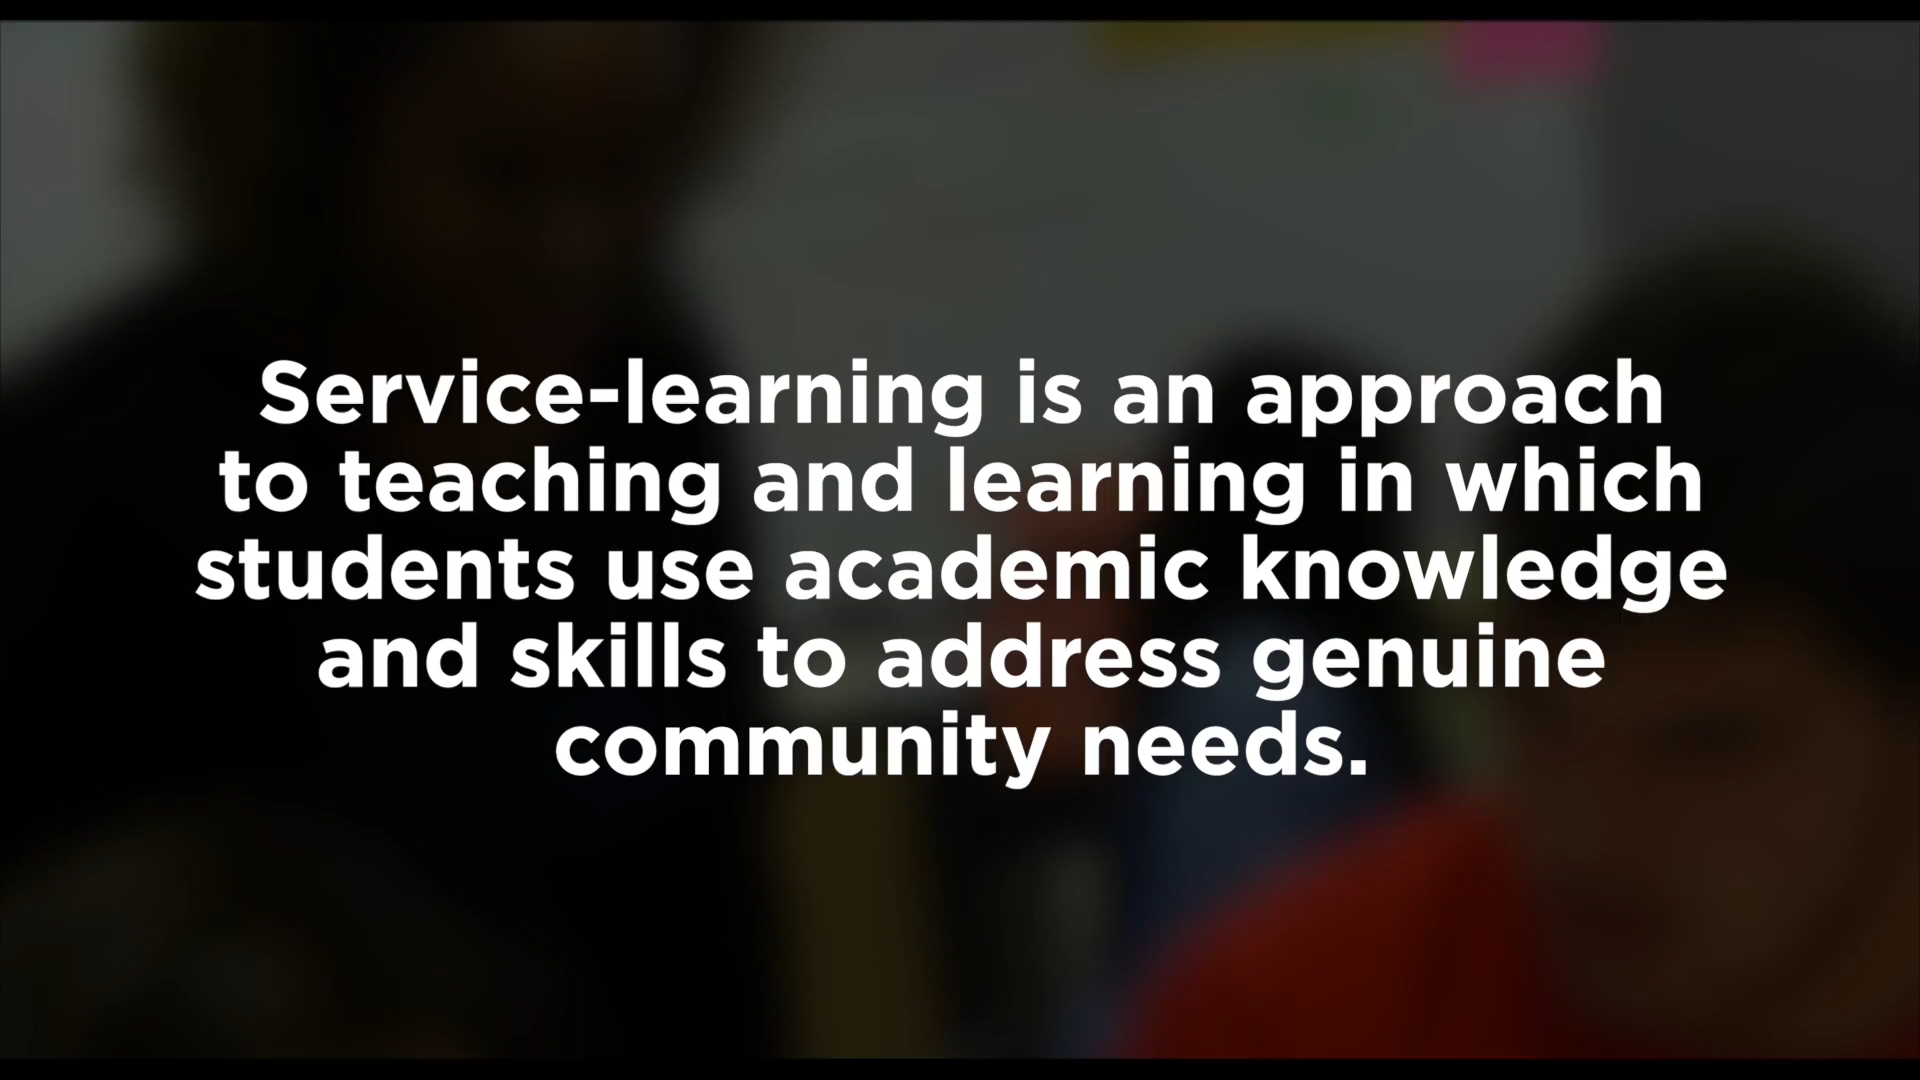 Service-learning is an approach
to teaching and learning in which
students use academic knowledge
and skills to address genuine
community needs.